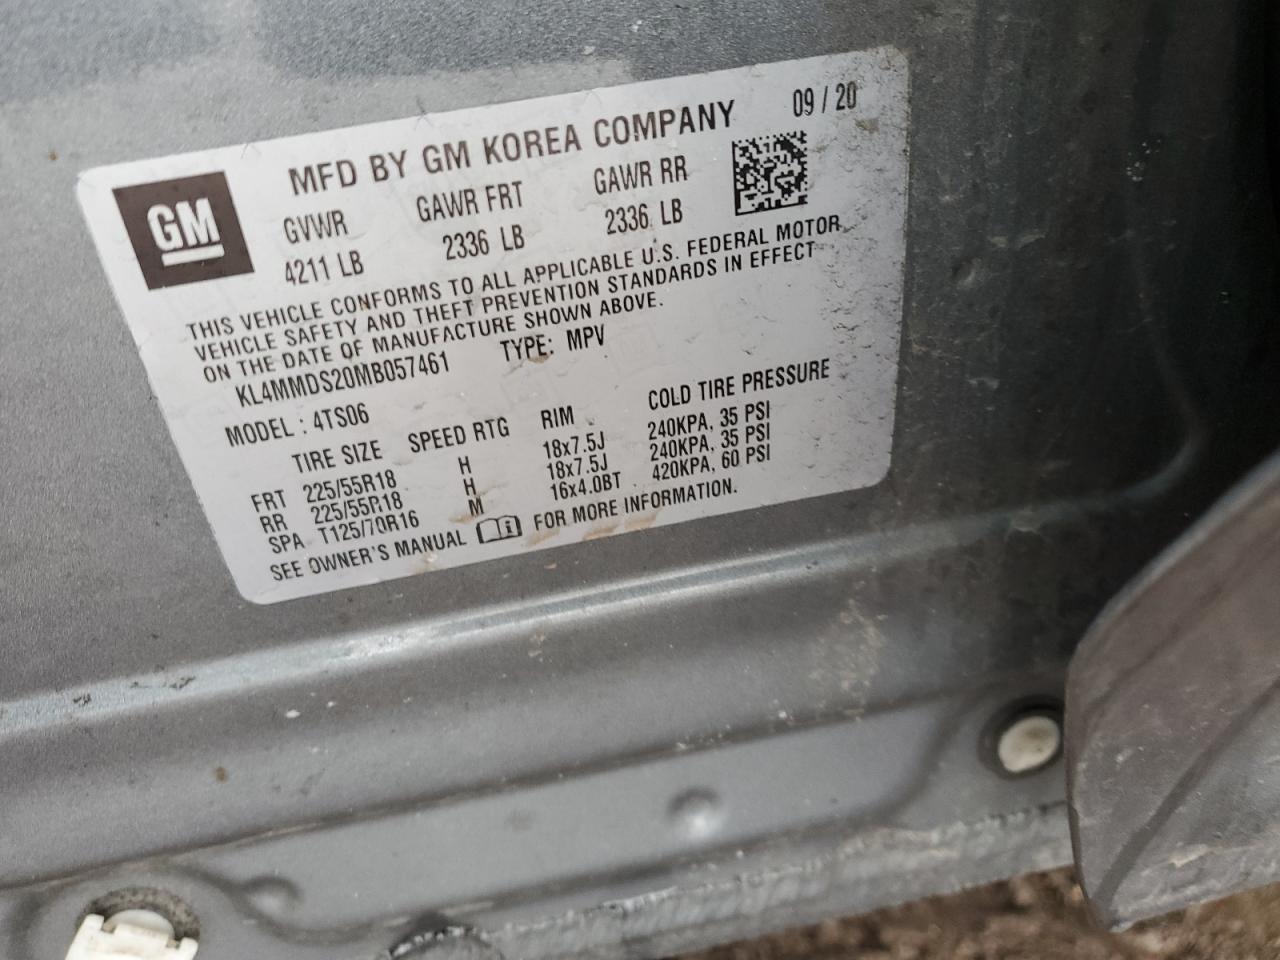 09 / 20
MFD BY GM KOREA COMPANY
GM
GVWR GAWR FRT GAWR RR
4211 LB 2336 LB 2336 LB
THIS VEHICLE CONFORMS TO ALL APPLICABLE U.S. FEDERAL MOTOR
VEHICLE SAFETY AND THEFT PREVENTION STANDARDS IN EFFECT
ON THE DATE OF MANUFACTURE SHOWN ABOVE.
KL4MMDS20MB057461 TYPE: MPV
MODEL : 4TS06
TIRE SIZE SPEED RTG RIM COLD TIRE PRESSURE
FRT 225/55R18 H 18x7.5J 240KPA, 35 PSI
RR 225/55R18 H 18x7.5J 240KPA, 35 PSI
SPA T125/70R16 M 16x4.0BT 420KPA, 60 PSI
SEE OWNER'S MANUAL FOR MORE INFORMATION.